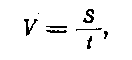 V = s/t,